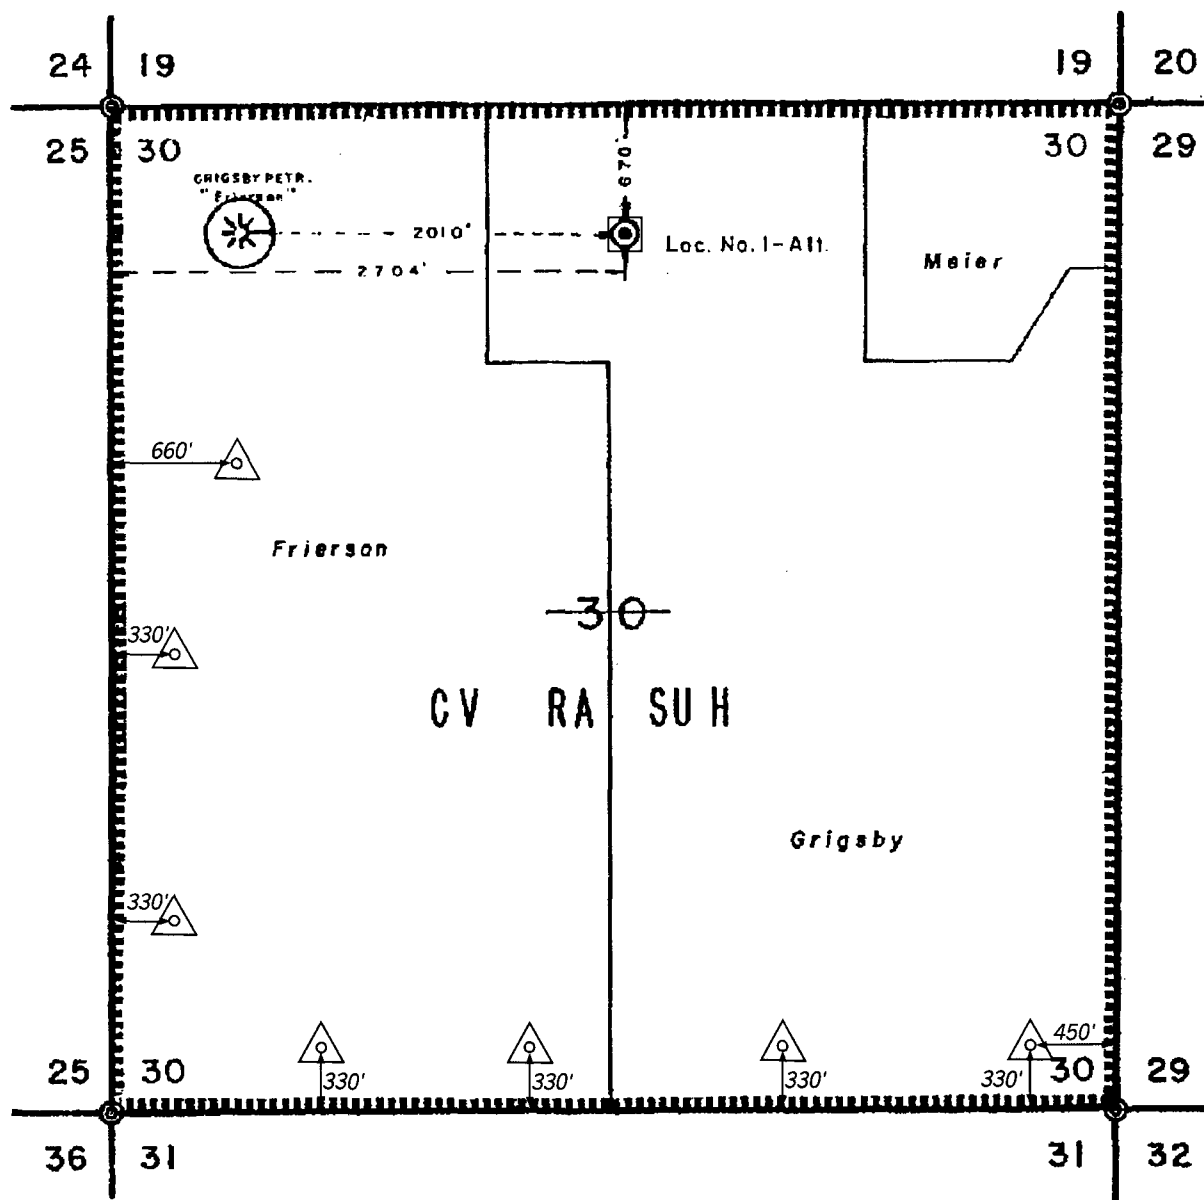 24 19 19 20
25 30 30 29
GRIGSBY PETR.
"Frierson"
670'
2010'
Loc. No. 1-Alt.
2704'
Meier
660'
Frierson
30
330'
CV RA SU H
Grigsby
330'
450'
25 30 330' 330' 330' 330' 30 29
36 31 31 32